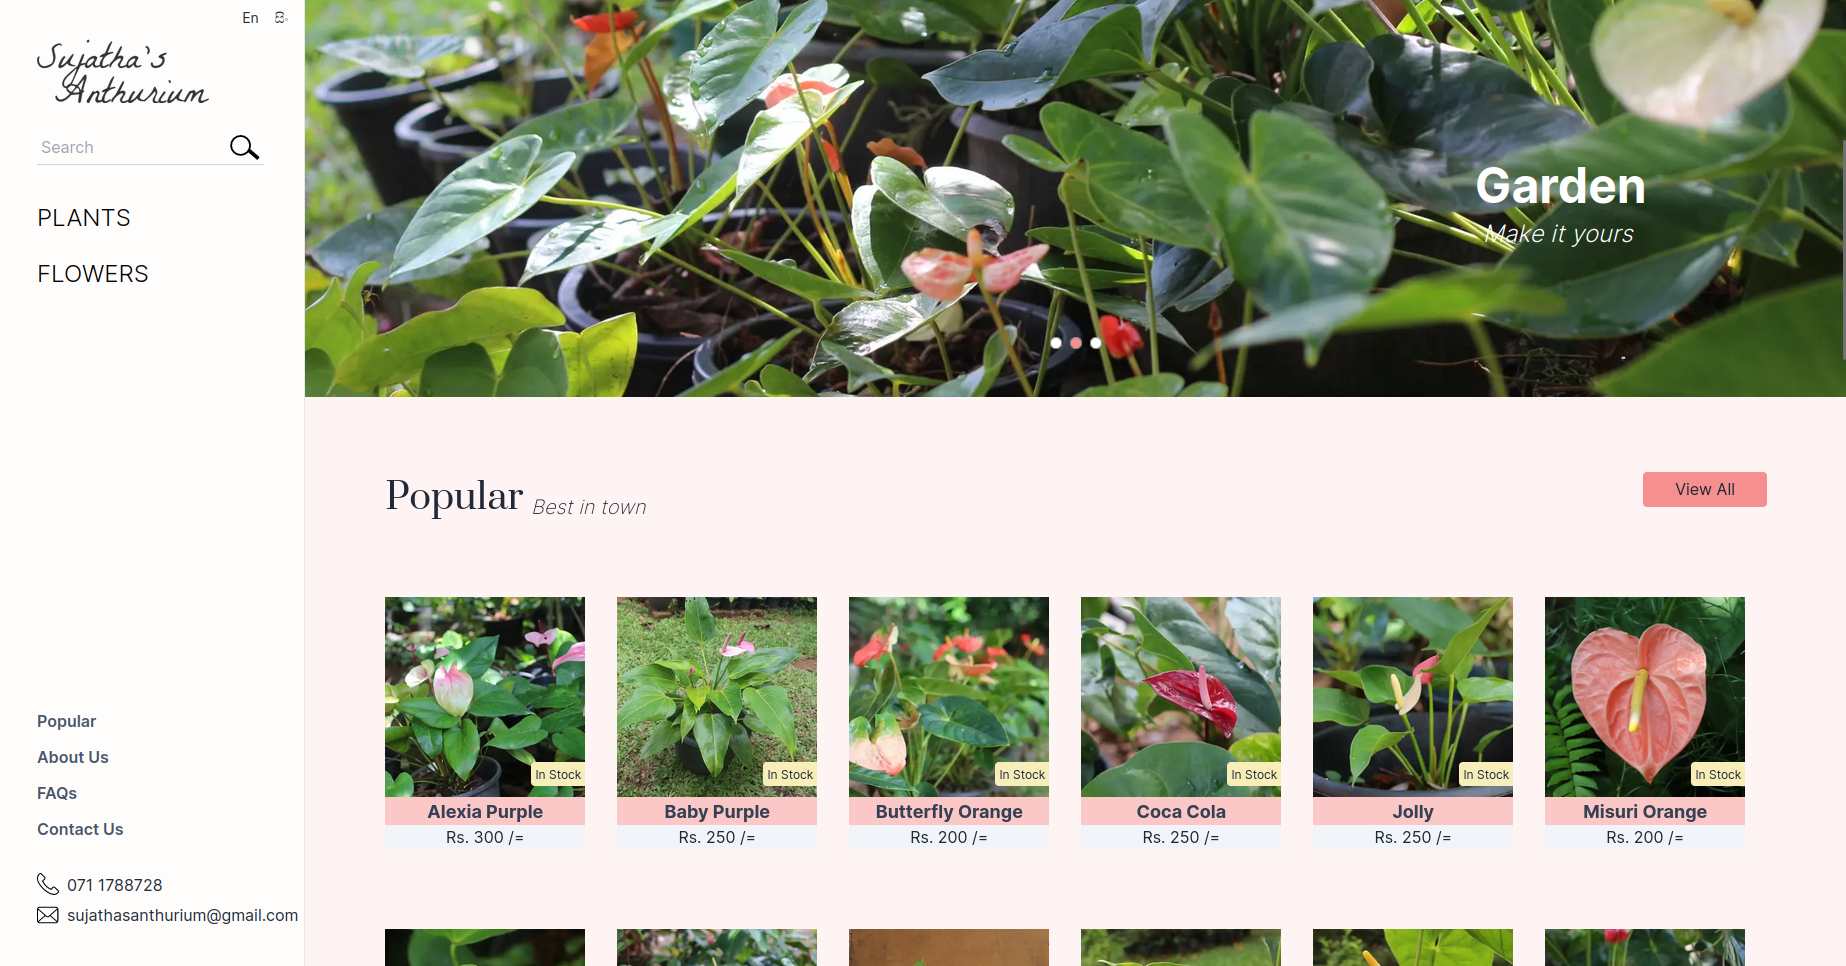 En සිං
Sujatha's
Anthurium
Search
PLANTS
FLOWERS
Popular
About Us
FAQs
Contact Us
071 1788728
sujathasanthurium@gmail.com
Garden
Make it yours
Popular Best in town
View All
In Stock In Stock In Stock In Stock In Stock In Stock
Alexia Purple Baby Purple Butterfly Orange Coca Cola Jolly Misuri Orange
Rs. 300 /= Rs. 250 /= Rs. 200 /= Rs. 250 /= Rs. 250 /= Rs. 200 /=